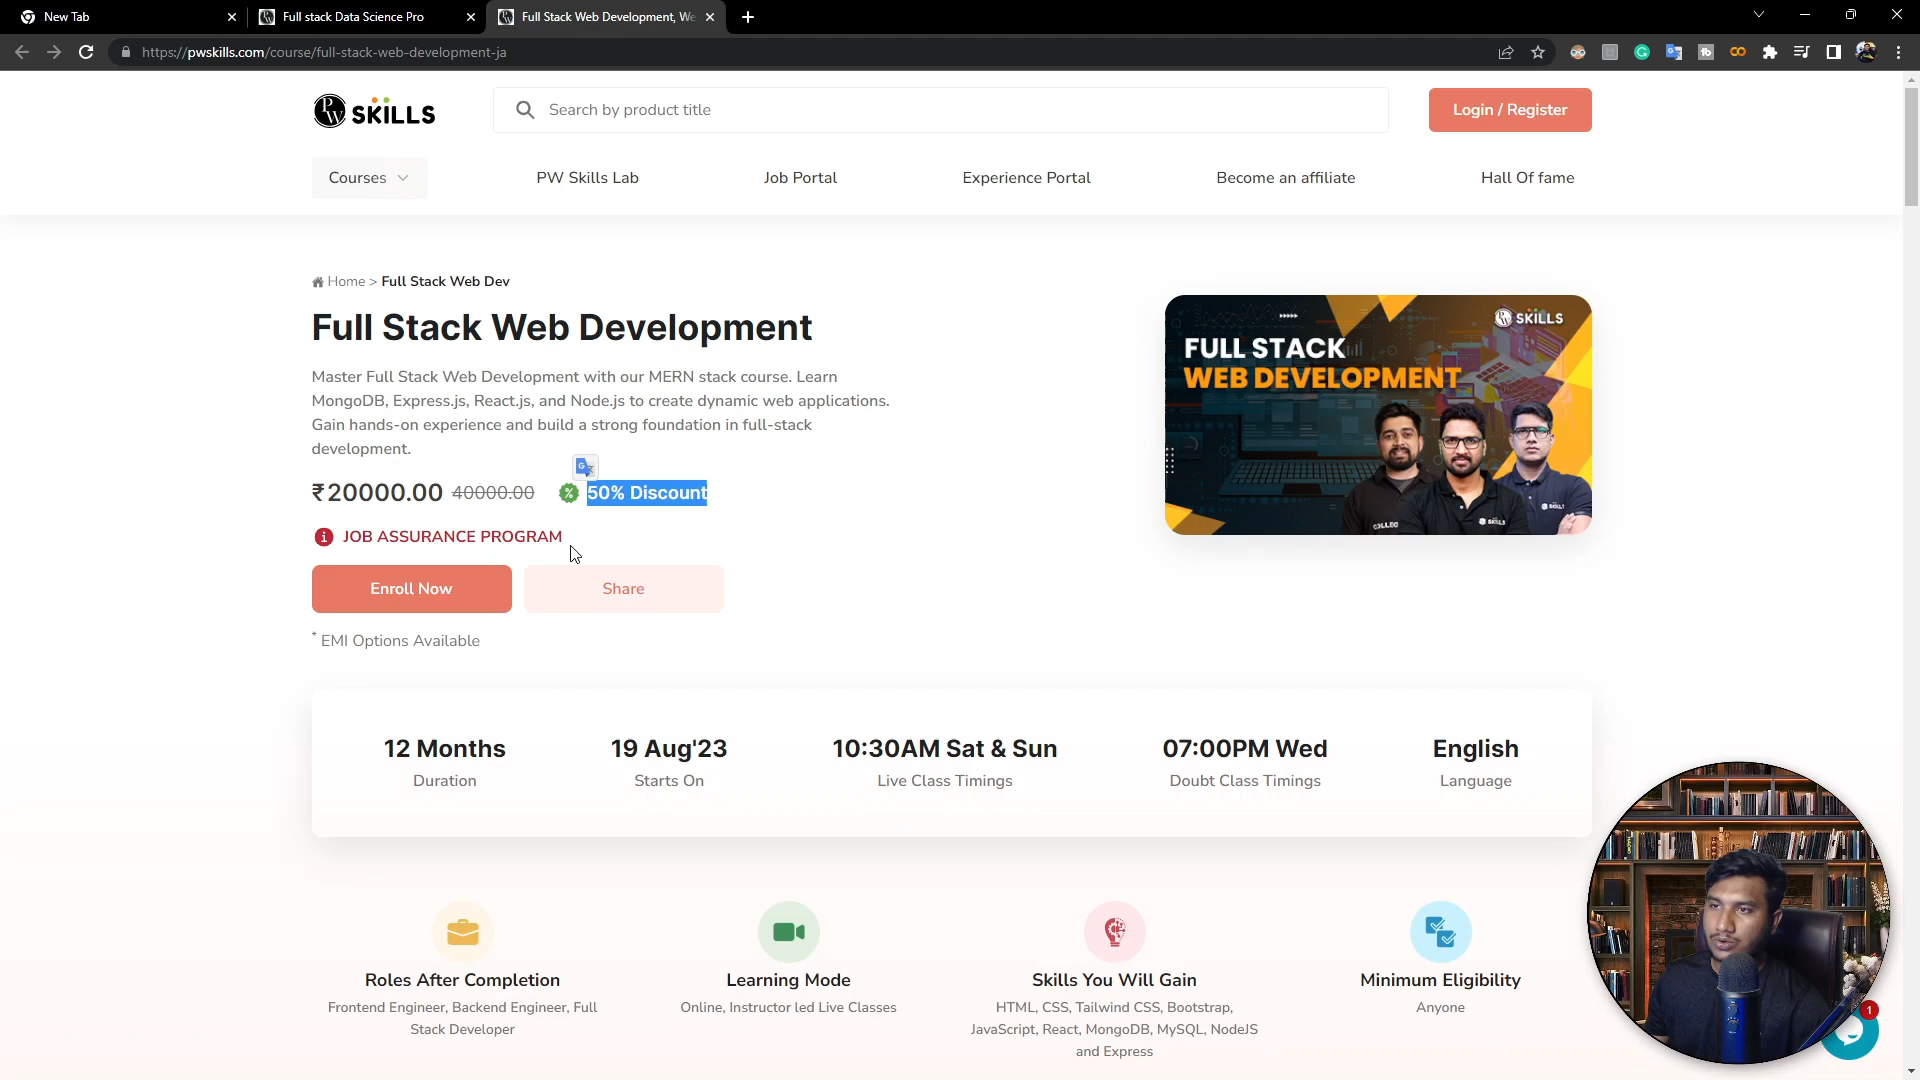 New Tab
Full stack Data Science Pro
Full Stack Web Development, We
https://pwskills.com/course/full-stack-web-development-ja
PW SKILLS
Search by product title
Login / Register
Courses
PW Skills Lab
Job Portal
Experience Portal
Become an affiliate
Hall Of fame
Home > Full Stack Web Dev
Full Stack Web Development
Master Full Stack Web Development with our MERN stack course. Learn
MongoDB, Express.js, React.js, and Node.js to create dynamic web applications.
Gain hands-on experience and build a strong foundation in full-stack
development.
₹20000.00 40000.00 % 50% Discount
JOB ASSURANCE PROGRAM
Enroll Now
Share
* EMI Options Available
SKILLS
FULL STACK
WEB DEVELOPMENT
SKILLS
SKILLS
12 Months
Duration
19 Aug'23
Starts On
10:30AM Sat & Sun
Live Class Timings
07:00PM Wed
Doubt Class Timings
English
Language
Roles After Completion
Frontend Engineer, Backend Engineer, Full
Stack Developer
Learning Mode
Online, Instructor led Live Classes
Skills You Will Gain
HTML, CSS, Tailwind CSS, Bootstrap,
JavaScript, React, MongoDB, MySQL, NodeJS
and Express
Minimum Eligibility
Anyone
1